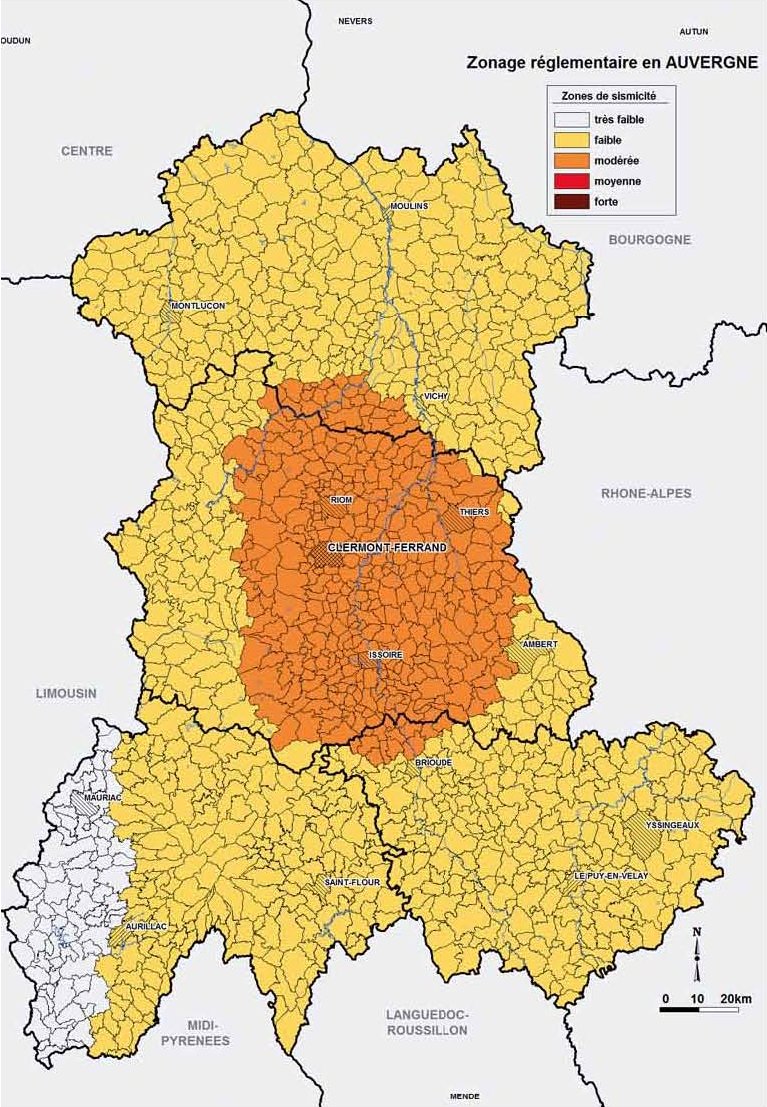 NEVERS
AUTUN
OUDUN
Zonage réglementaire en AUVERGNE
Zones de sismicité
très faible
faible
modérée
moyenne
forte
CENTRE
MOULINS
BOURGOGNE
MONTLUCON
VICHY
RHONE-ALPES
RIOM
THIERS
CLERMONT-FERRAND
AMBERT
ISSOIRE
LIMOUSIN
BRIOUDE
MAURIAC
YSSINGEAUX
LE PUY-EN-VELAY
SAINT-FLOUR
AURILLAC
N
0 10 20km
LANGUEDOC-
ROUSSILLON
MIDI-
PYRENEES
MENDE